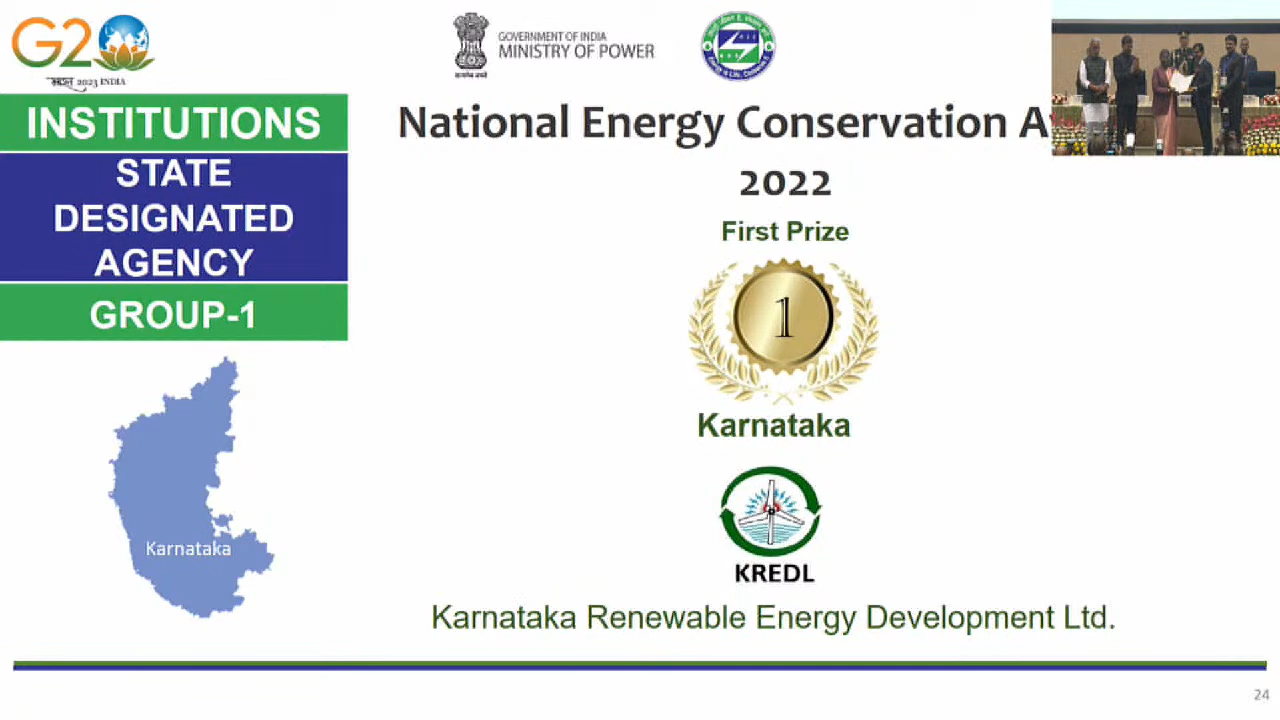 G20
2023 INDIA
GOVERNMENT OF INDIA
MINISTRY OF POWER
INSTITUTIONS
STATE
DESIGNATED
AGENCY
GROUP-1
National Energy Conservation A
2022
First Prize
1
Karnataka
Karnataka
KREDL
Karnataka Renewable Energy Development Ltd.
24